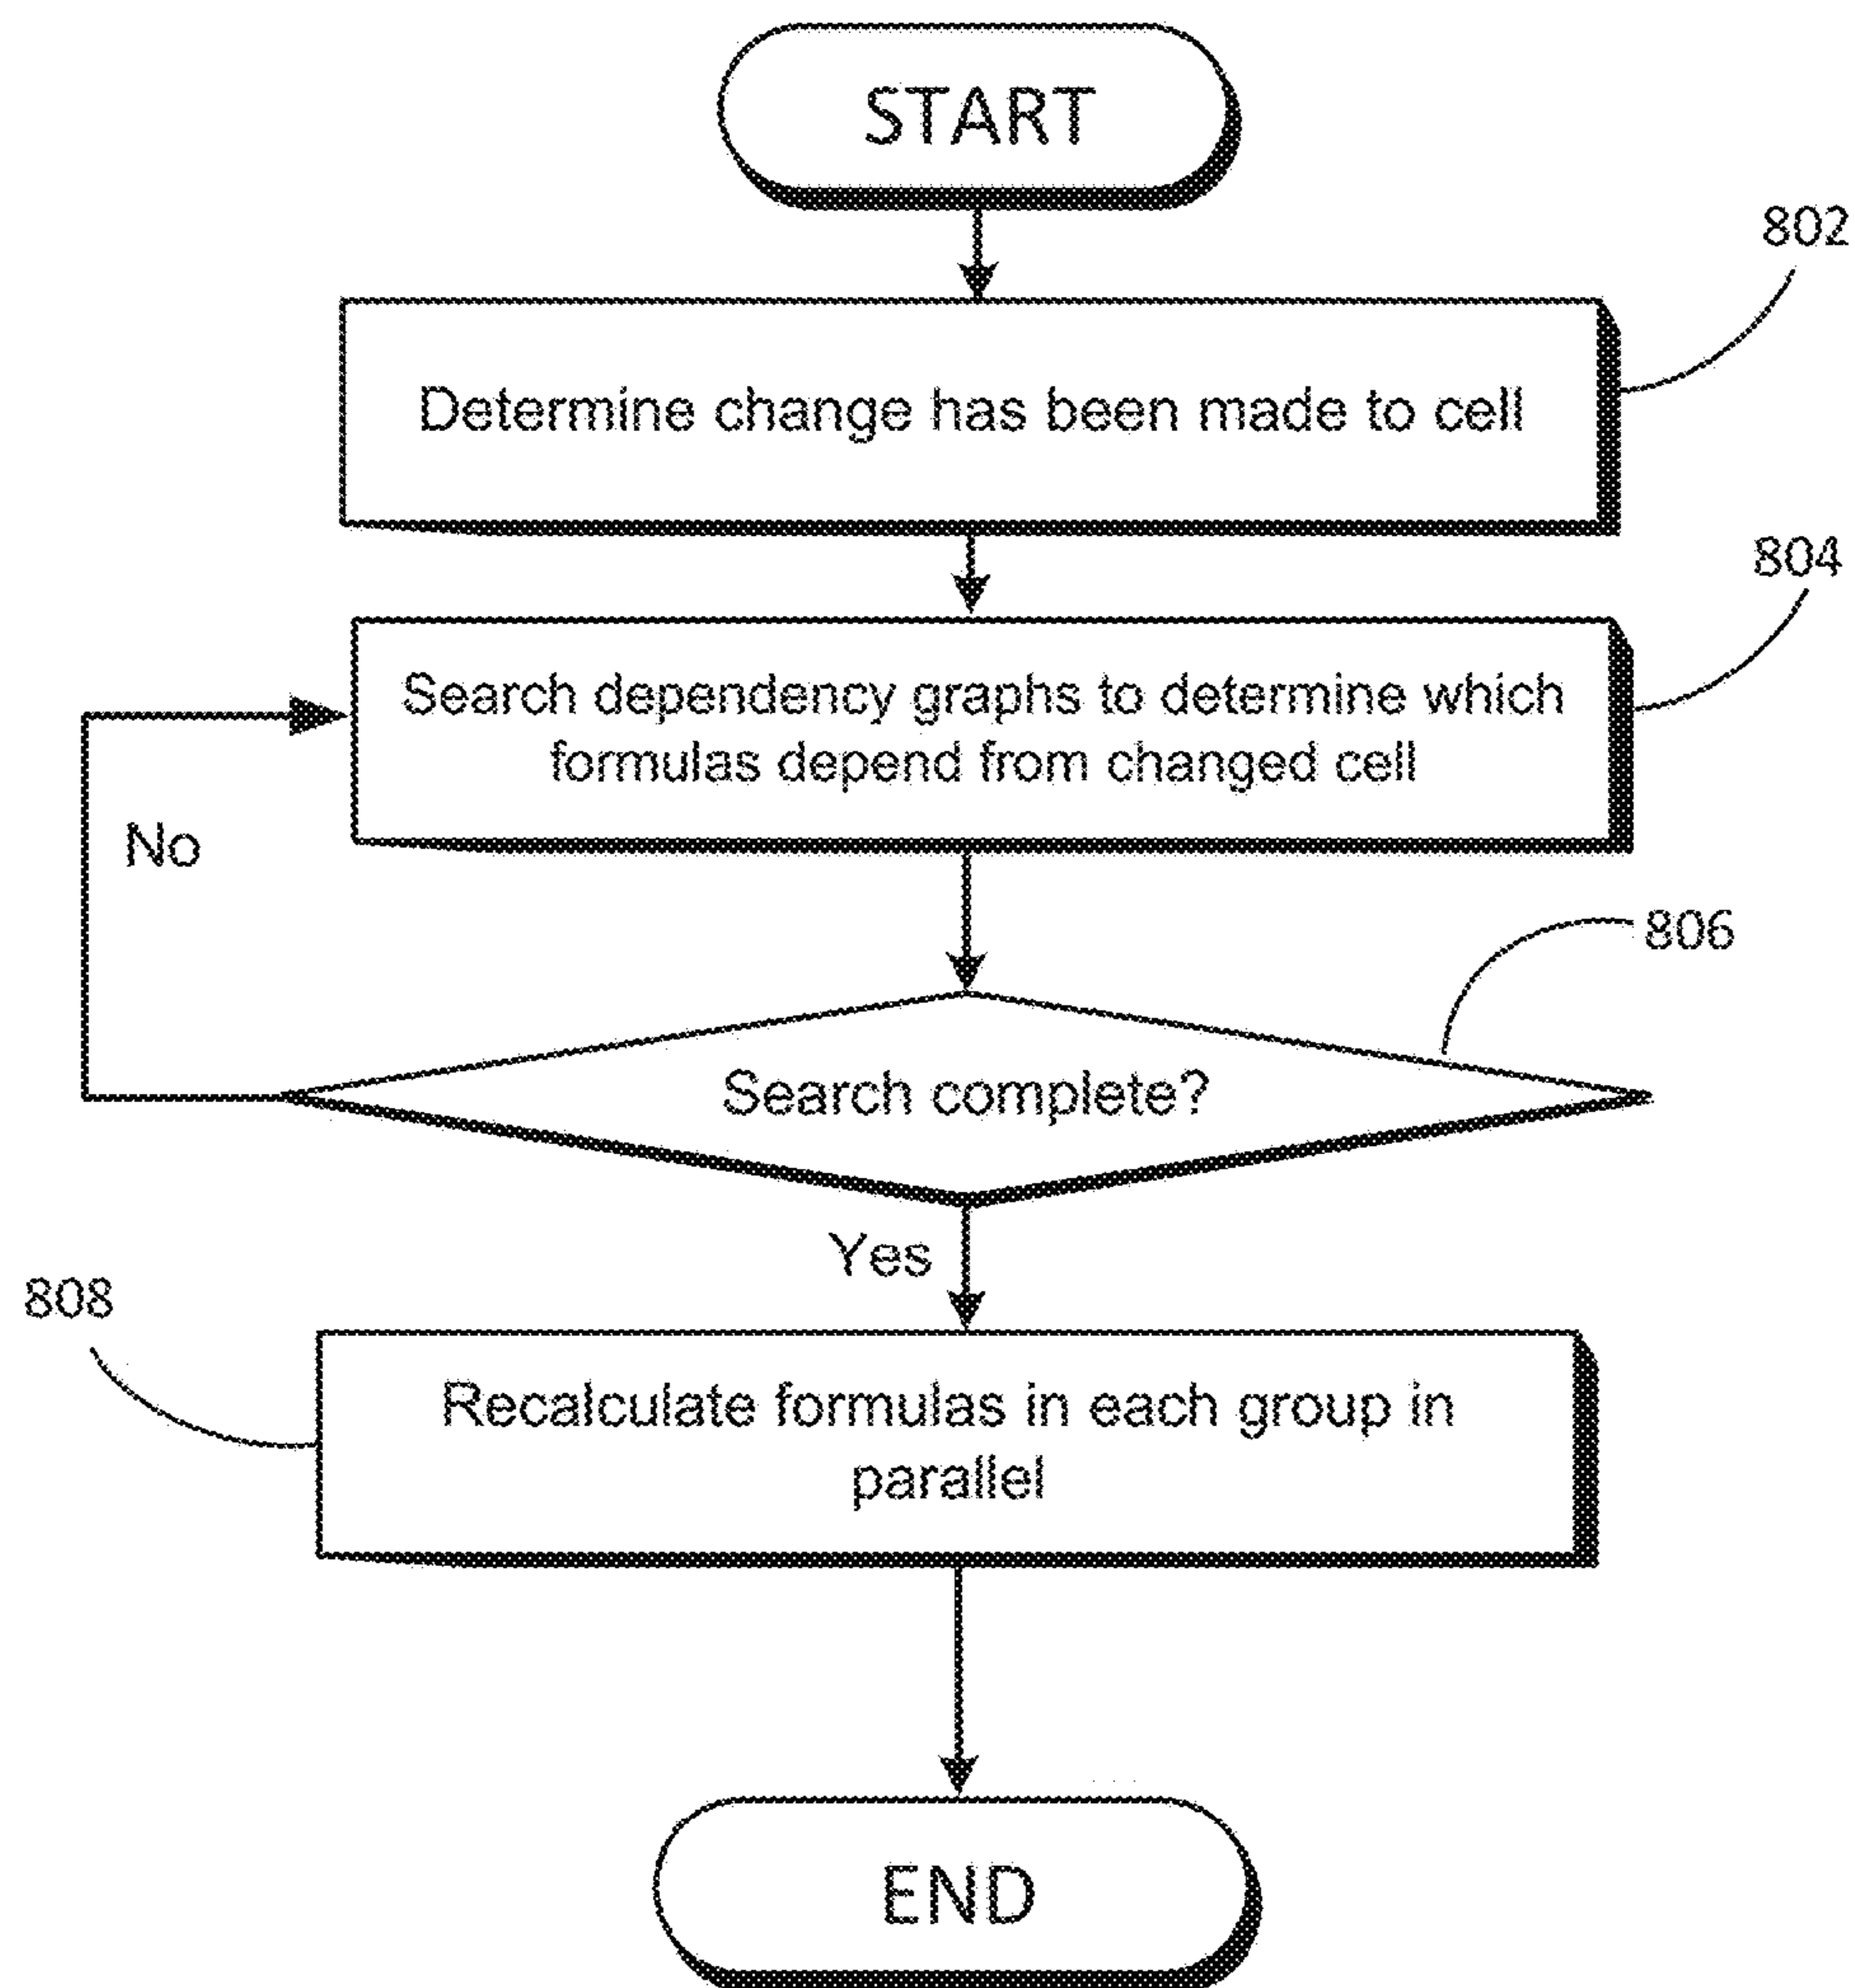 START
802
Determine change has been made to cell
804
Search dependency graphs to determine which
formulas depend from changed cell
No
806
Search complete?
Yes
808
Recalculate formulas in each group in
parallel
END